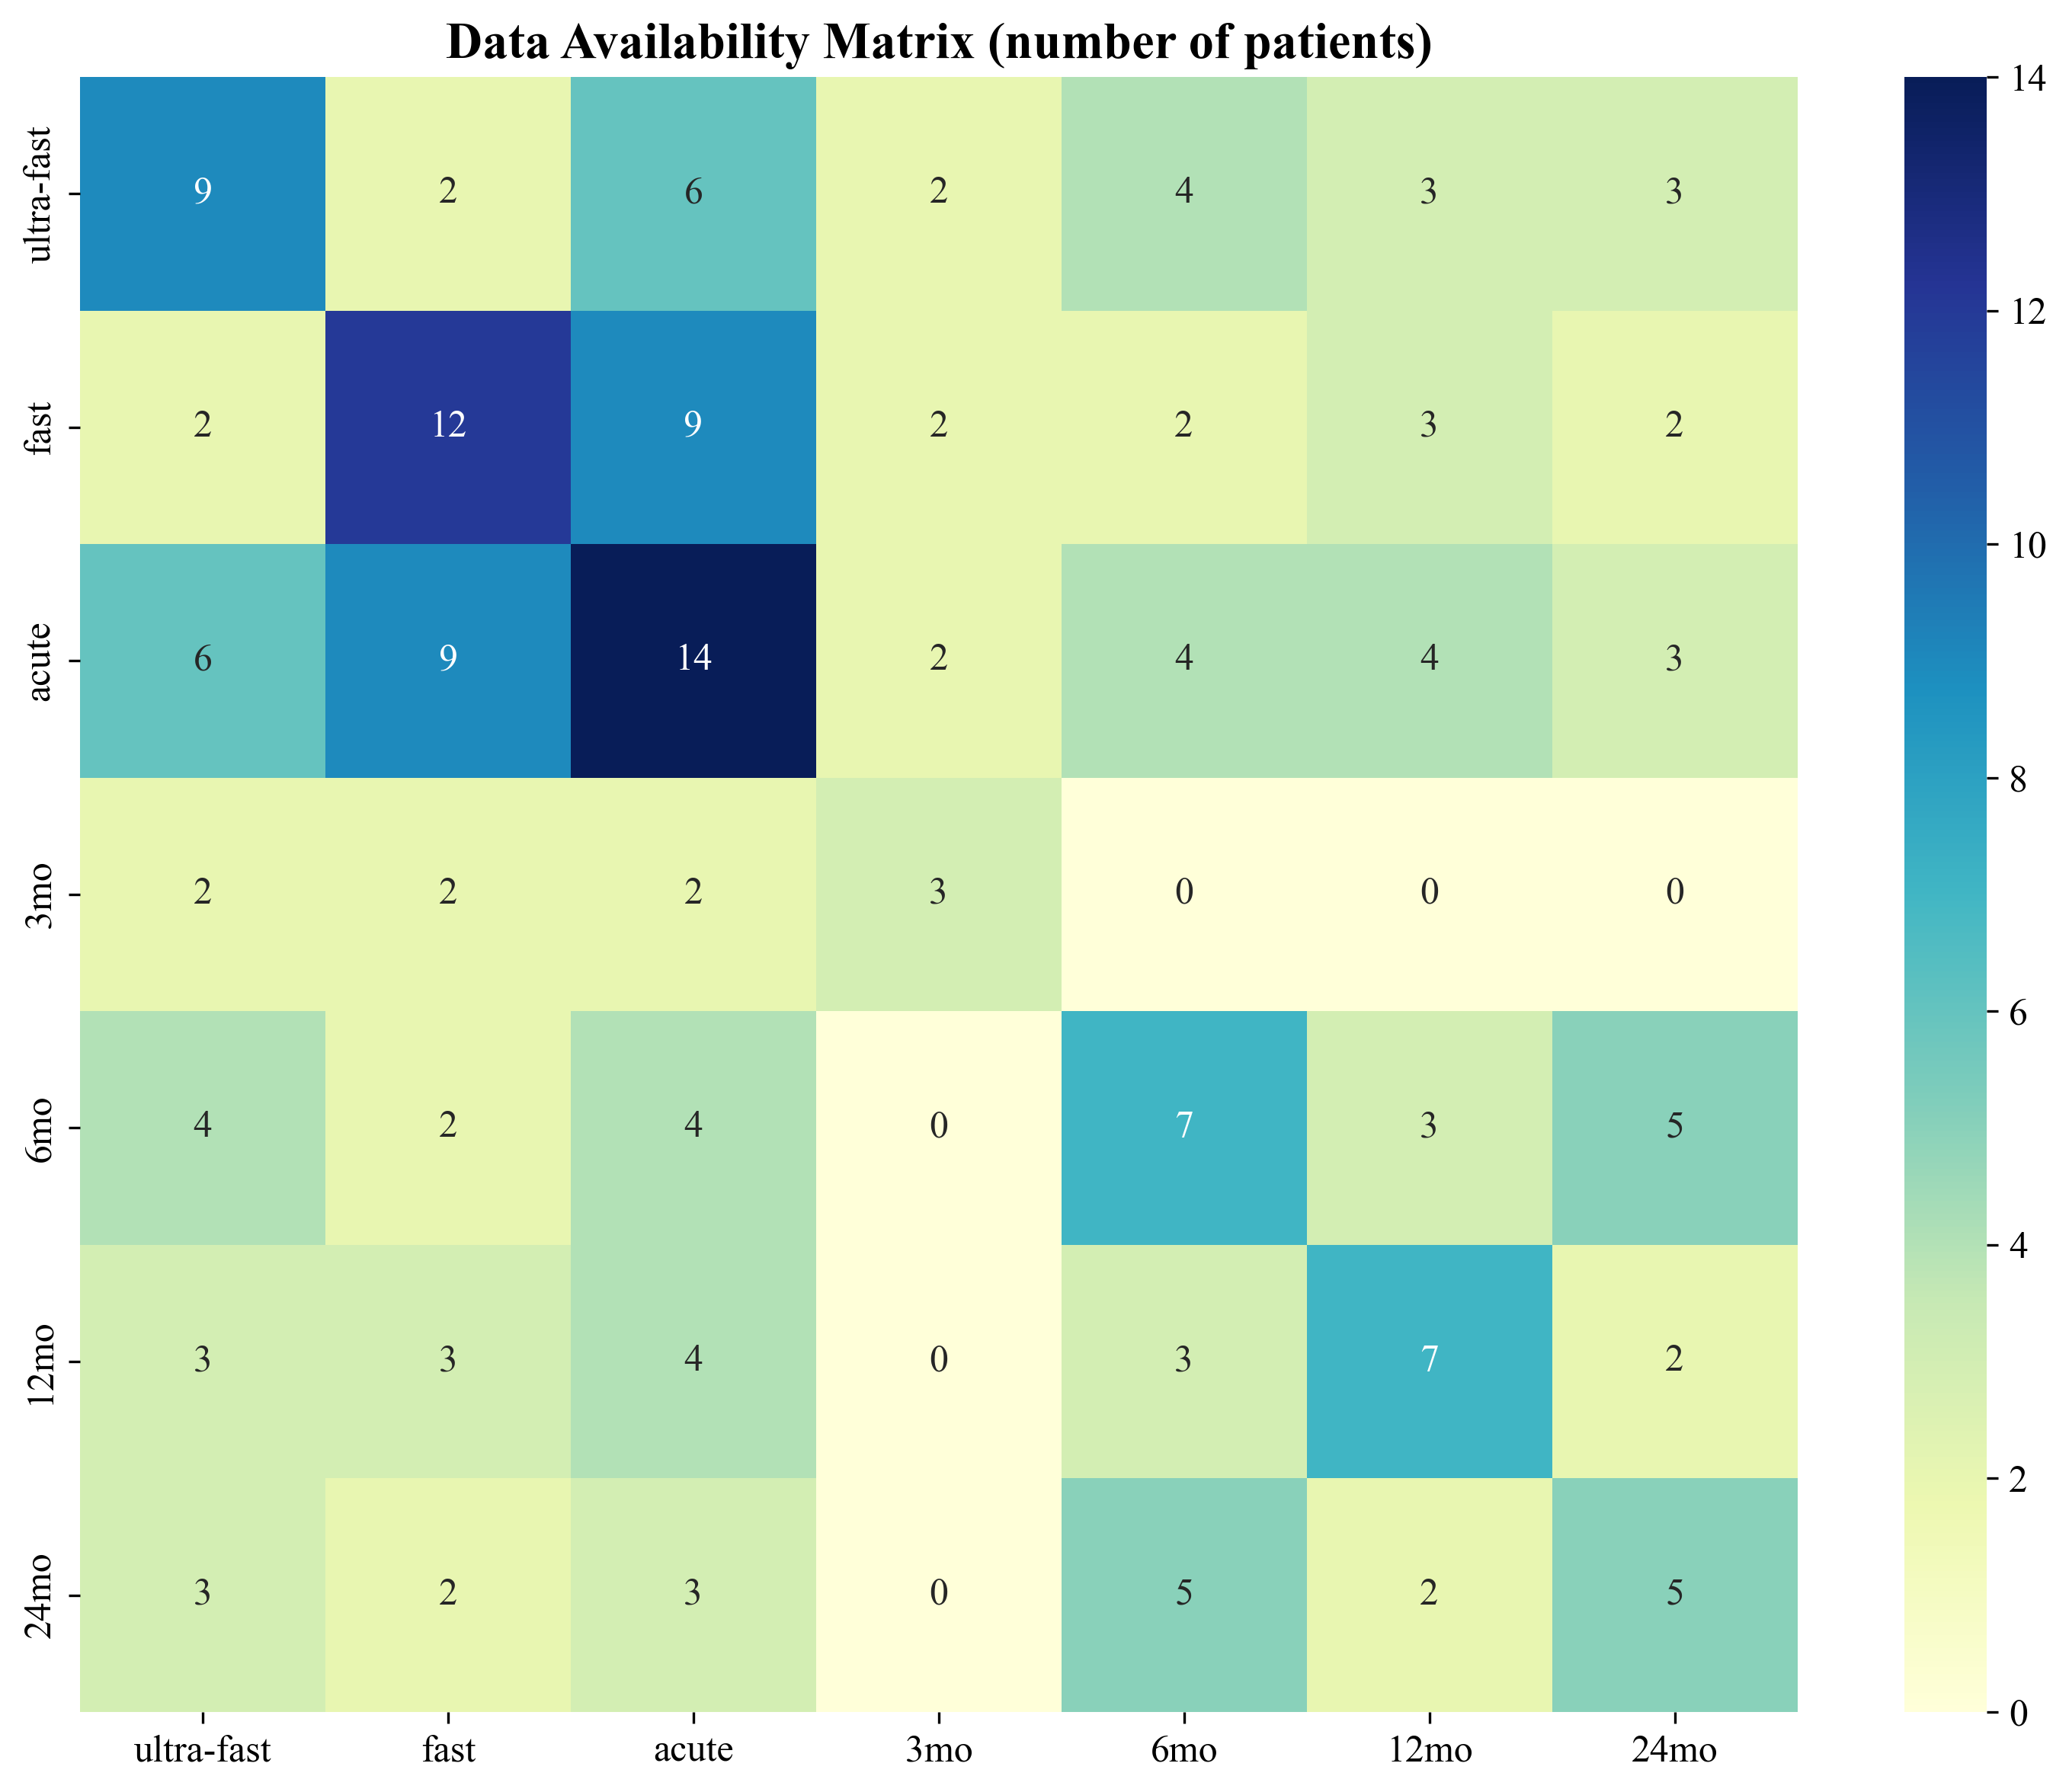 Data Availability Matrix (number of patients)
ultra-fast 9 2 6 2 4 3 3
fast 2 12 9 2 2 3 2
acute 6 9 14 2 4 4 3
3mo 2 2 2 3 0 0 0
6mo 4 2 4 0 7 3 5
12mo 3 3 4 0 3 7 2
24mo 3 2 3 0 5 2 5
ultra-fast fast acute 3mo 6mo 12mo 24mo
14
12
10
8
6
4
2
0